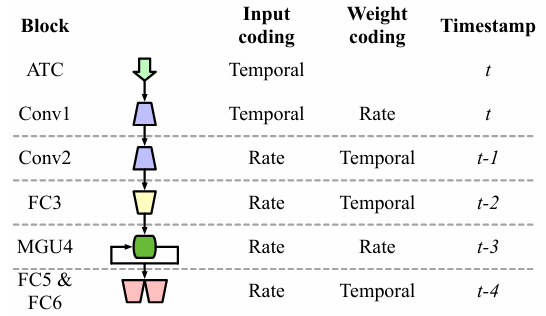 Block Input coding Weight coding Timestamp
ATC Temporal t
Conv1 Temporal Rate t
Conv2 Rate Temporal t-1
FC3 Rate Temporal t-2
MGU4 Rate Rate t-3
FC5 & FC6 Rate Temporal t-4